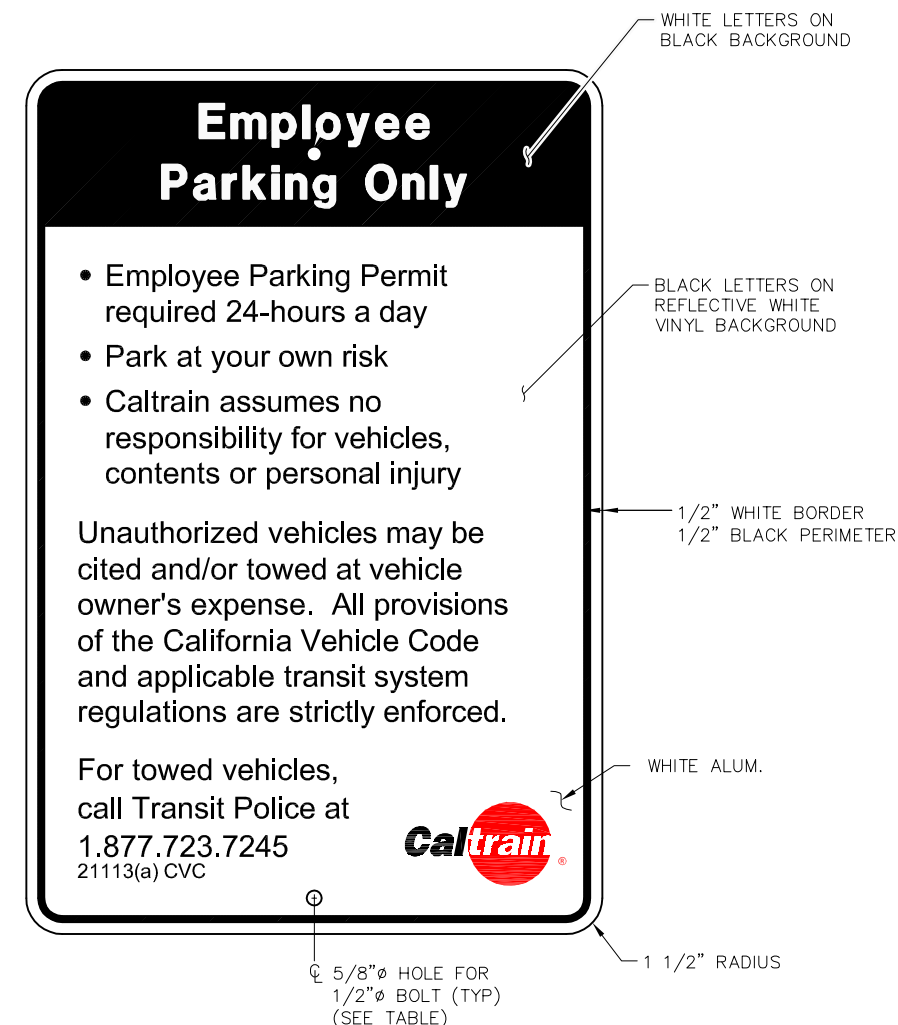 WHITE LETTERS ON
BLACK BACKGROUND
Employee
Parking Only
• Employee Parking Permit
required 24-hours a day
BLACK LETTERS ON
REFLECTIVE WHITE
VINYL BACKGROUND
• Park at your own risk
• Caltrain assumes no
responsibility for vehicles,
contents or personal injury
1/2" WHITE BORDER
1/2" BLACK PERIMETER
Unauthorized vehicles may be
cited and/or towed at vehicle
owner's expense.  All provisions
of the California Vehicle Code
and applicable transit system
regulations are strictly enforced.
WHITE ALUM.
For towed vehicles,
call Transit Police at
1.877.723.7245
21113(a) CVC
Caltrain®
1 1/2" RADIUS
℄ 5/8"ø HOLE FOR
1/2"ø BOLT (TYP)
(SEE TABLE)